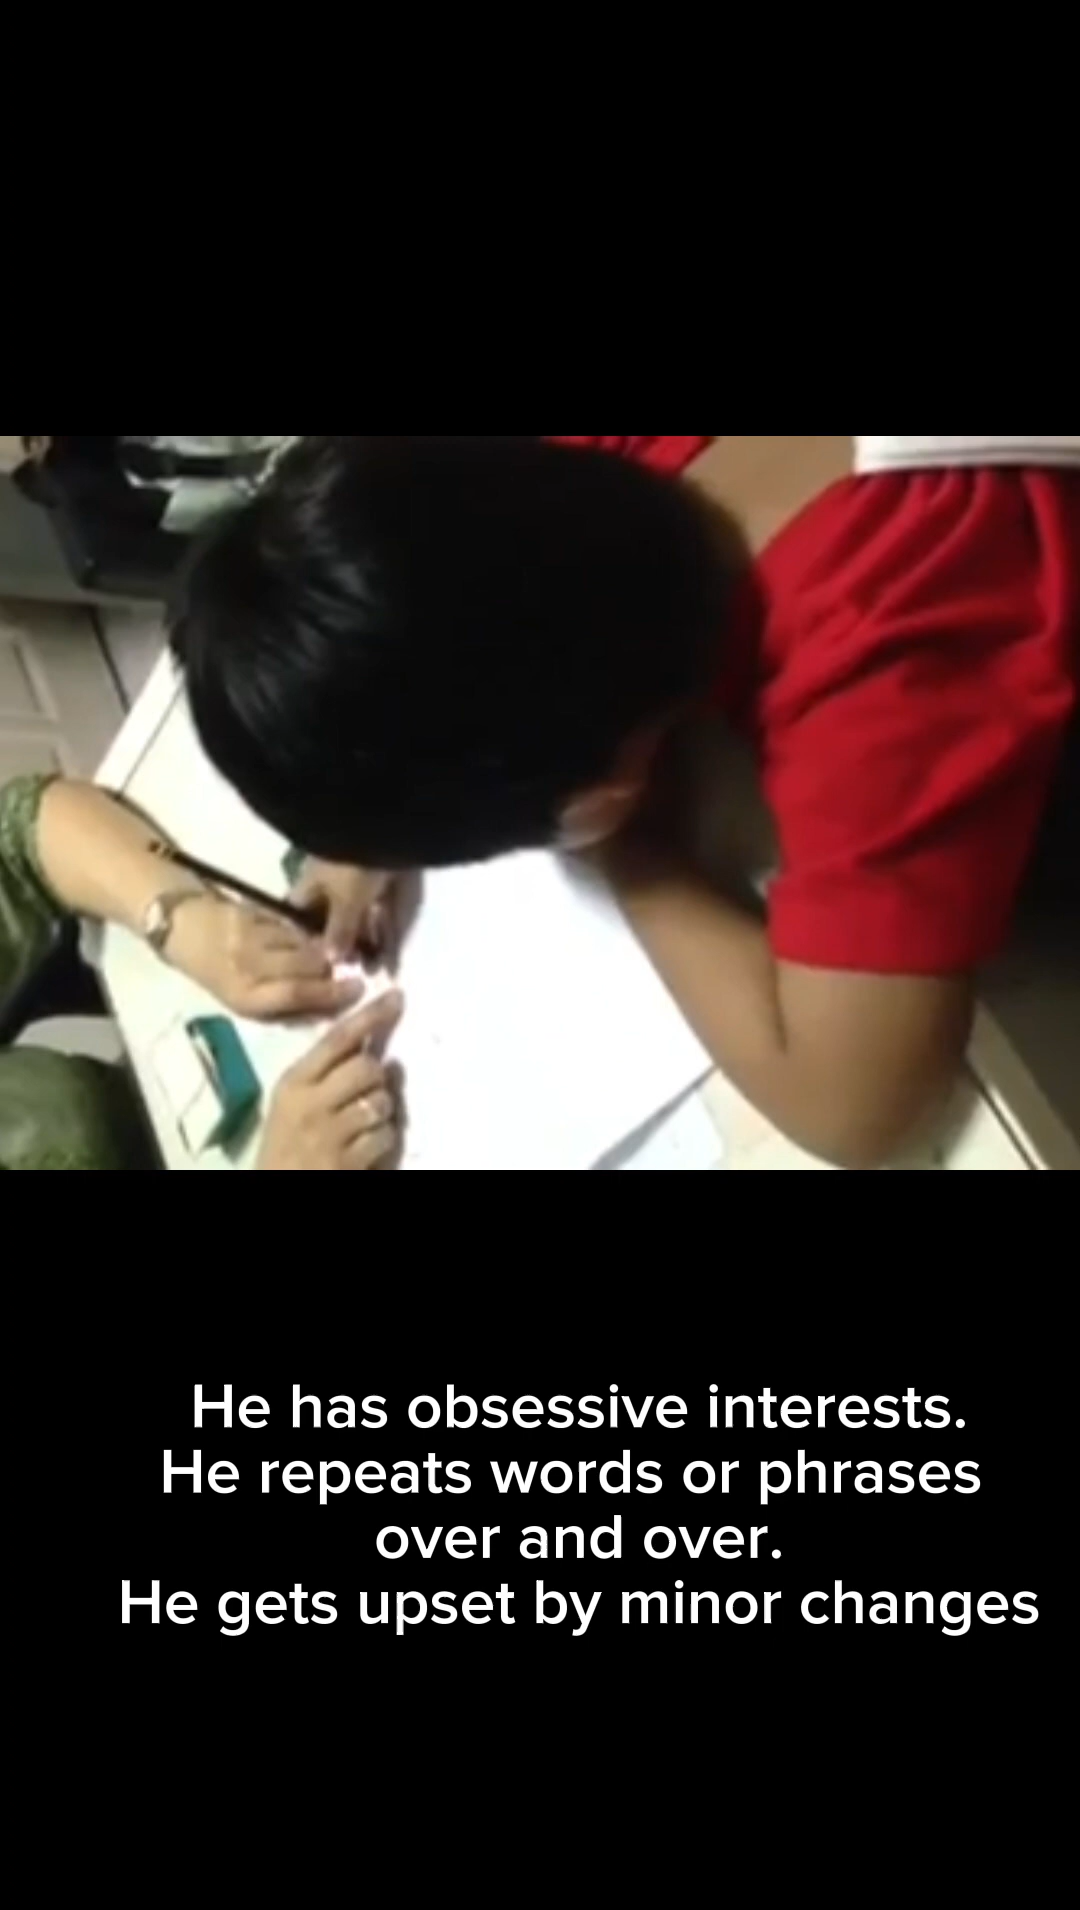 He has obsessive interests.
He repeats words or phrases
over and over.
He gets upset by minor changes